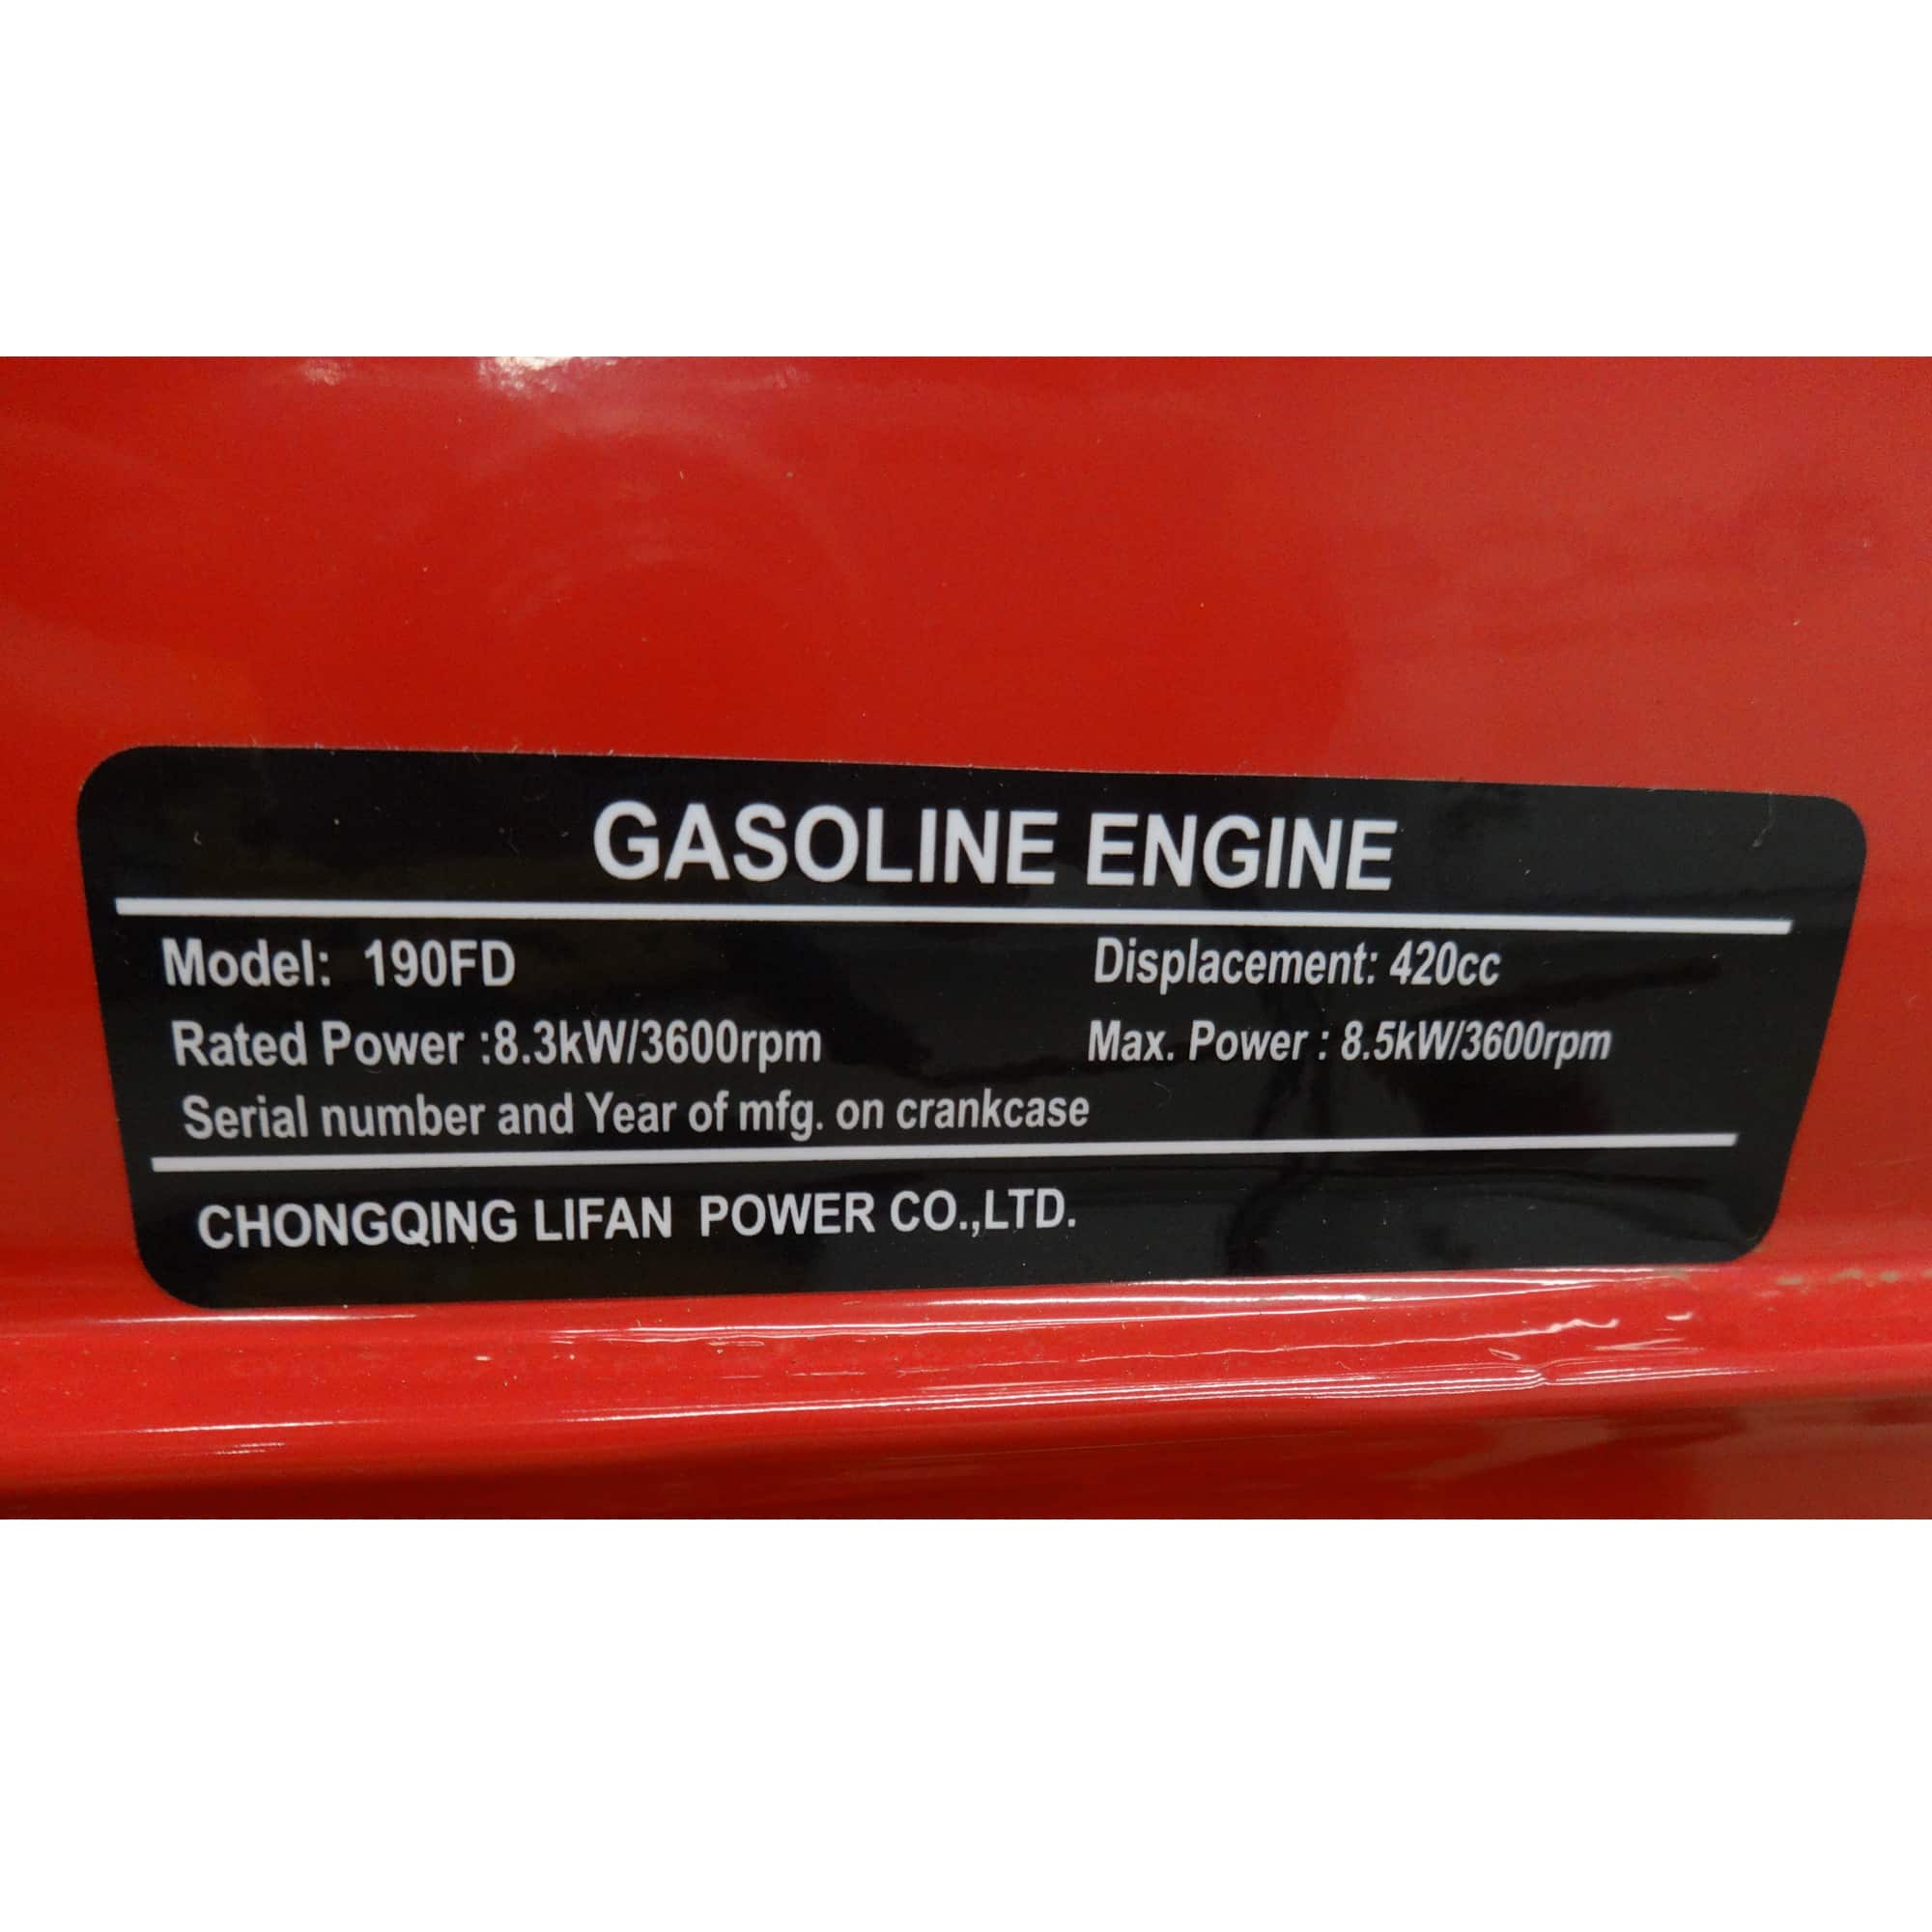 GASOLINE ENGINE
Model: 190FD Displacement: 420cc
Rated Power :8.3kW/3600rpm Max. Power : 8.5kW/3600rpm
Serial number and Year of mfg. on crankcase
CHONGQING LIFAN POWER CO.,LTD.